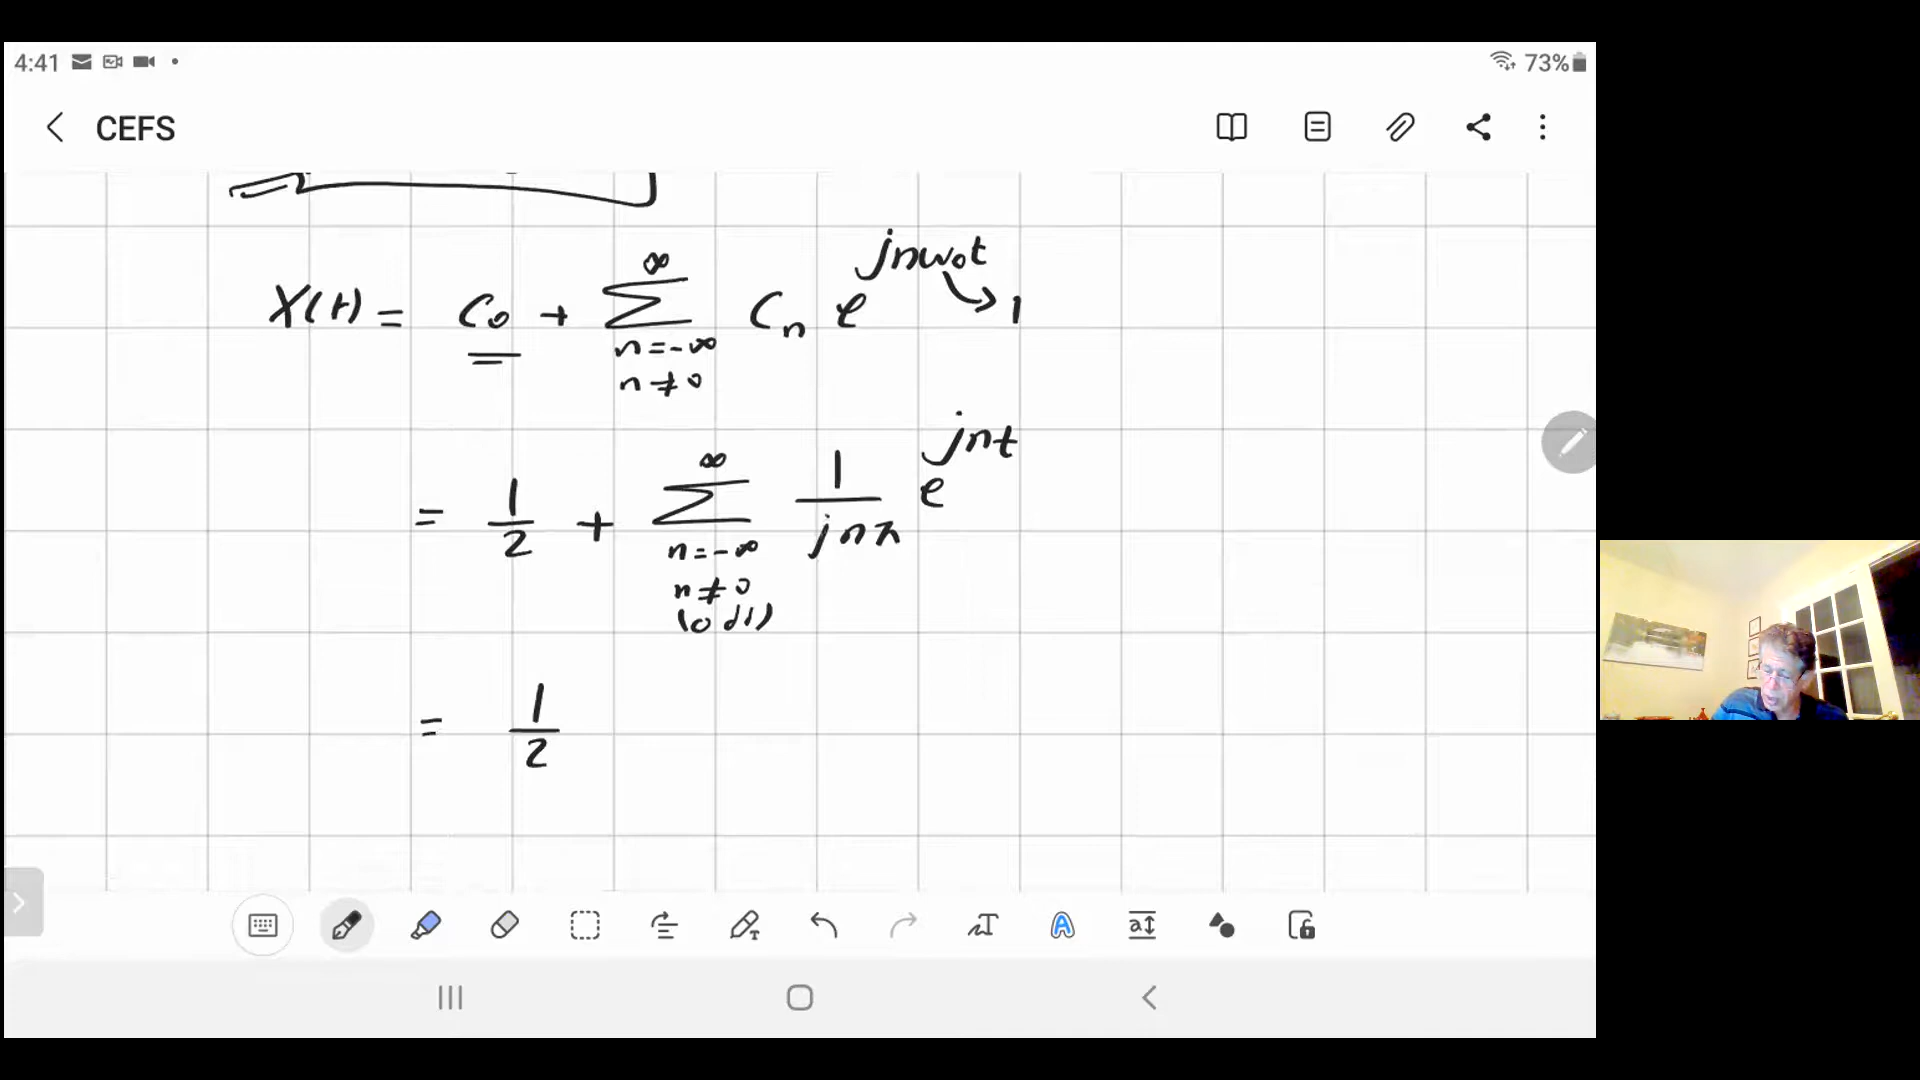 4:41 73%
CEFS
X(t) = C₀ + ∑ Cₙ e^{jnω₀t} → 1
∞
n = -∞
n ≠ 0
= 1/2 + ∑ 1/(jnπ) e^{jnt}
∞
n = -∞
n ≠ 0
(odd)
= 1/2